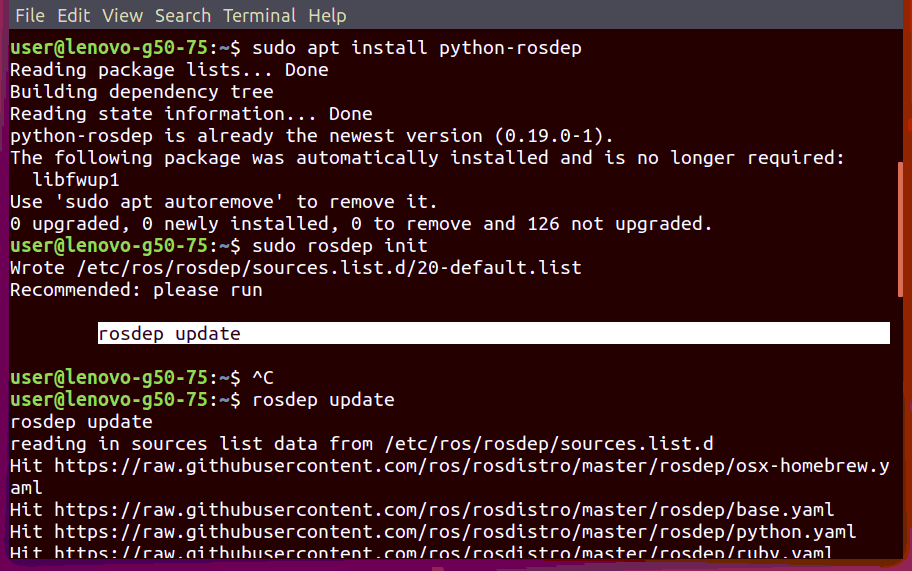 File Edit View Search Terminal Help
user@lenovo-g50-75:~$ sudo apt install python-rosdep
Reading package lists... Done
Building dependency tree
Reading state information... Done
python-rosdep is already the newest version (0.19.0-1).
The following package was automatically installed and is no longer required:
  libfwup1
Use 'sudo apt autoremove' to remove it.
0 upgraded, 0 newly installed, 0 to remove and 126 not upgraded.
user@lenovo-g50-75:~$ sudo rosdep init
Wrote /etc/ros/rosdep/sources.list.d/20-default.list
Recommended: please run
        rosdep update
user@lenovo-g50-75:~$ ^C
user@lenovo-g50-75:~$ rosdep update
rosdep update
reading in sources list data from /etc/ros/rosdep/sources.list.d
Hit https://raw.githubusercontent.com/ros/rosdistro/master/rosdep/osx-homebrew.y
aml
Hit https://raw.githubusercontent.com/ros/rosdistro/master/rosdep/base.yaml
Hit https://raw.githubusercontent.com/ros/rosdistro/master/rosdep/python.yaml
Hit https://raw.githubusercontent.com/ros/rosdistro/master/rosdep/ruby.yaml